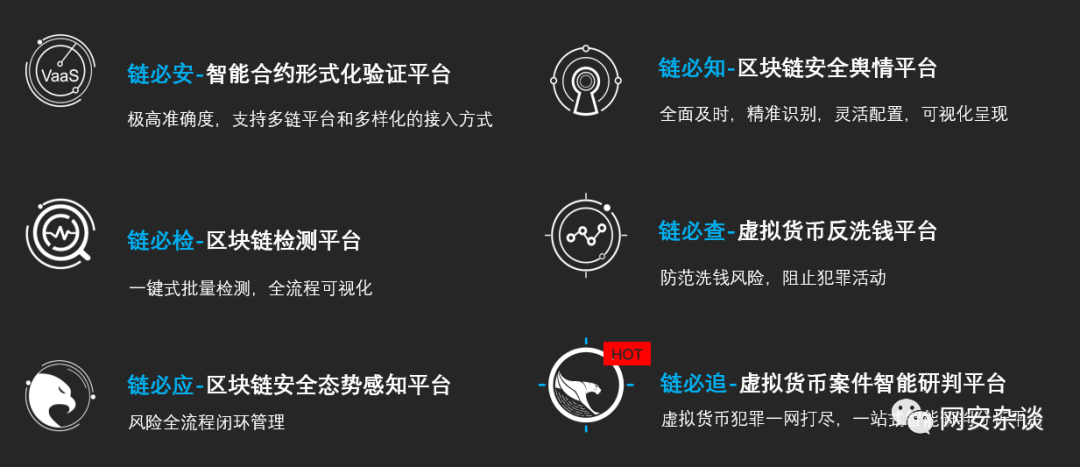 VaaS
链必安-智能合约形式化验证平台
极高准确度，支持多链平台和多样化的接入方式
链必知-区块链安全舆情平台
全面及时，精准识别，灵活配置，可视化呈现
链必检-区块链检测平台
一键式批量检测，全流程可视化
链必查-虚拟货币反洗钱平台
防范洗钱风险，阻止犯罪活动
链必应-区块链安全态势感知平台
风险全流程闭环管理
HOT
链必追-虚拟货币案件智能研判平台
虚拟货币犯罪一网打尽，一站式
网安杂谈